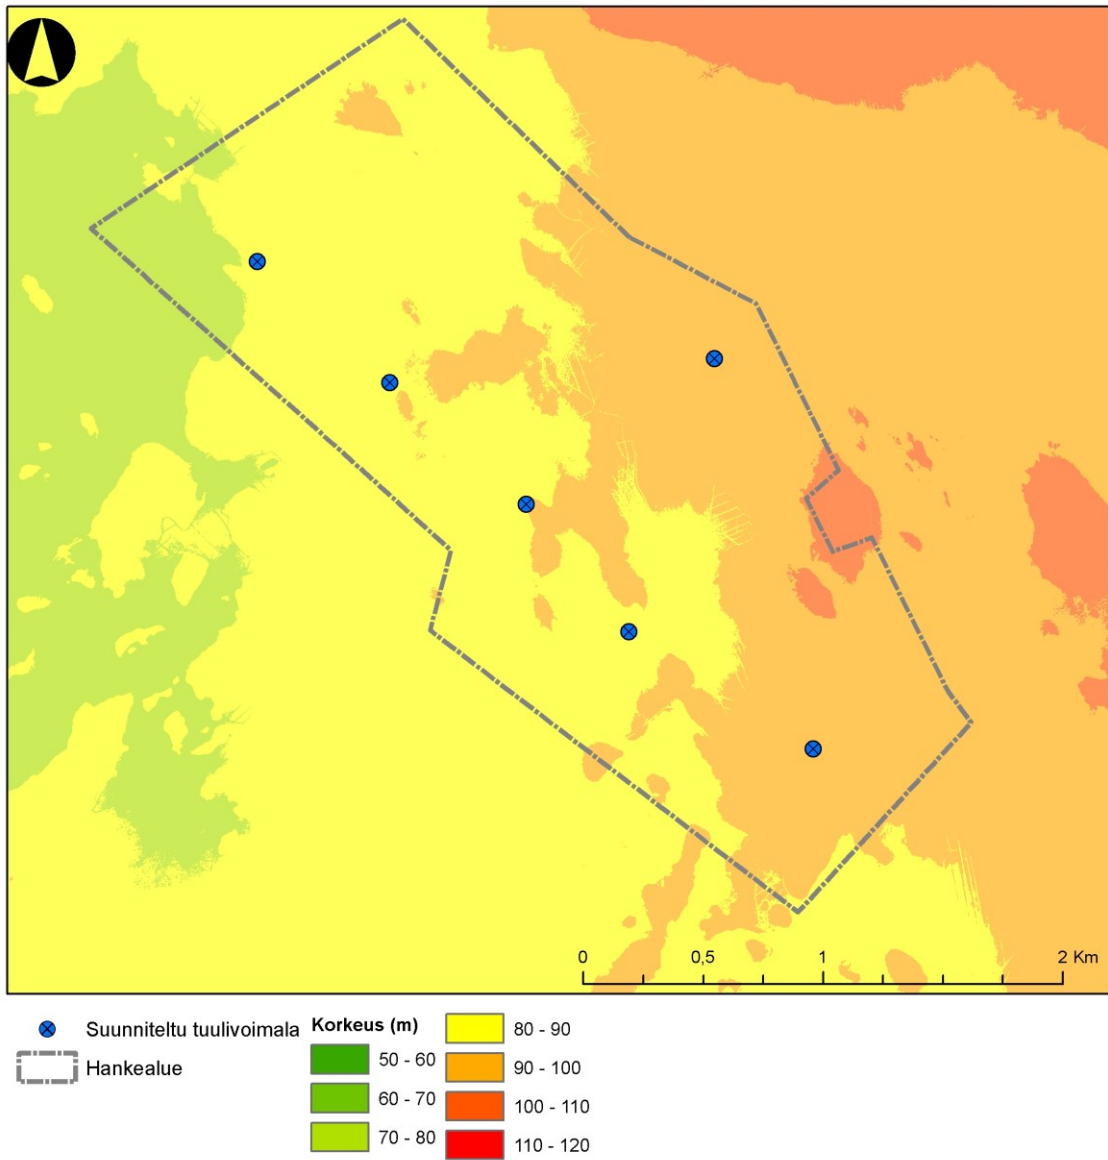 0 0,5 1 2 Km
Suunniteltu tuulivoimala
Hankealue
Korkeus (m)
50 - 60
60 - 70
70 - 80
80 - 90
90 - 100
100 - 110
110 - 120